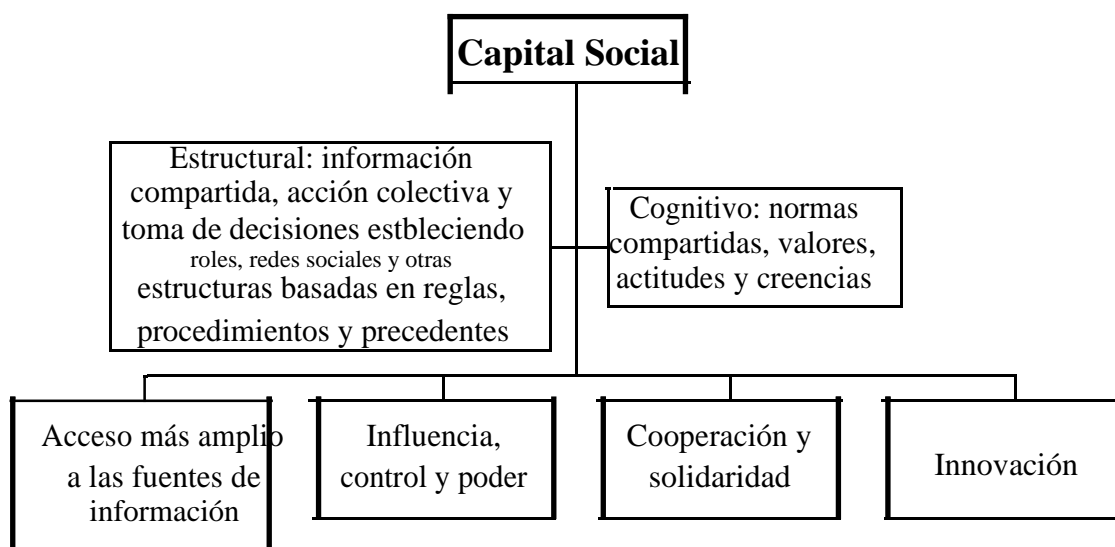 Capital Social
Estructural: información
compartida, acción colectiva y
toma de decisiones estbleciendo
roles, redes sociales y otras
estructuras basadas en reglas,
procedimientos y precedentes
Cognitivo: normas
compartidas, valores,
actitudes y creencias
Acceso más amplio
a las fuentes de
información
Influencia,
control y poder
Cooperación y
solidaridad
Innovación